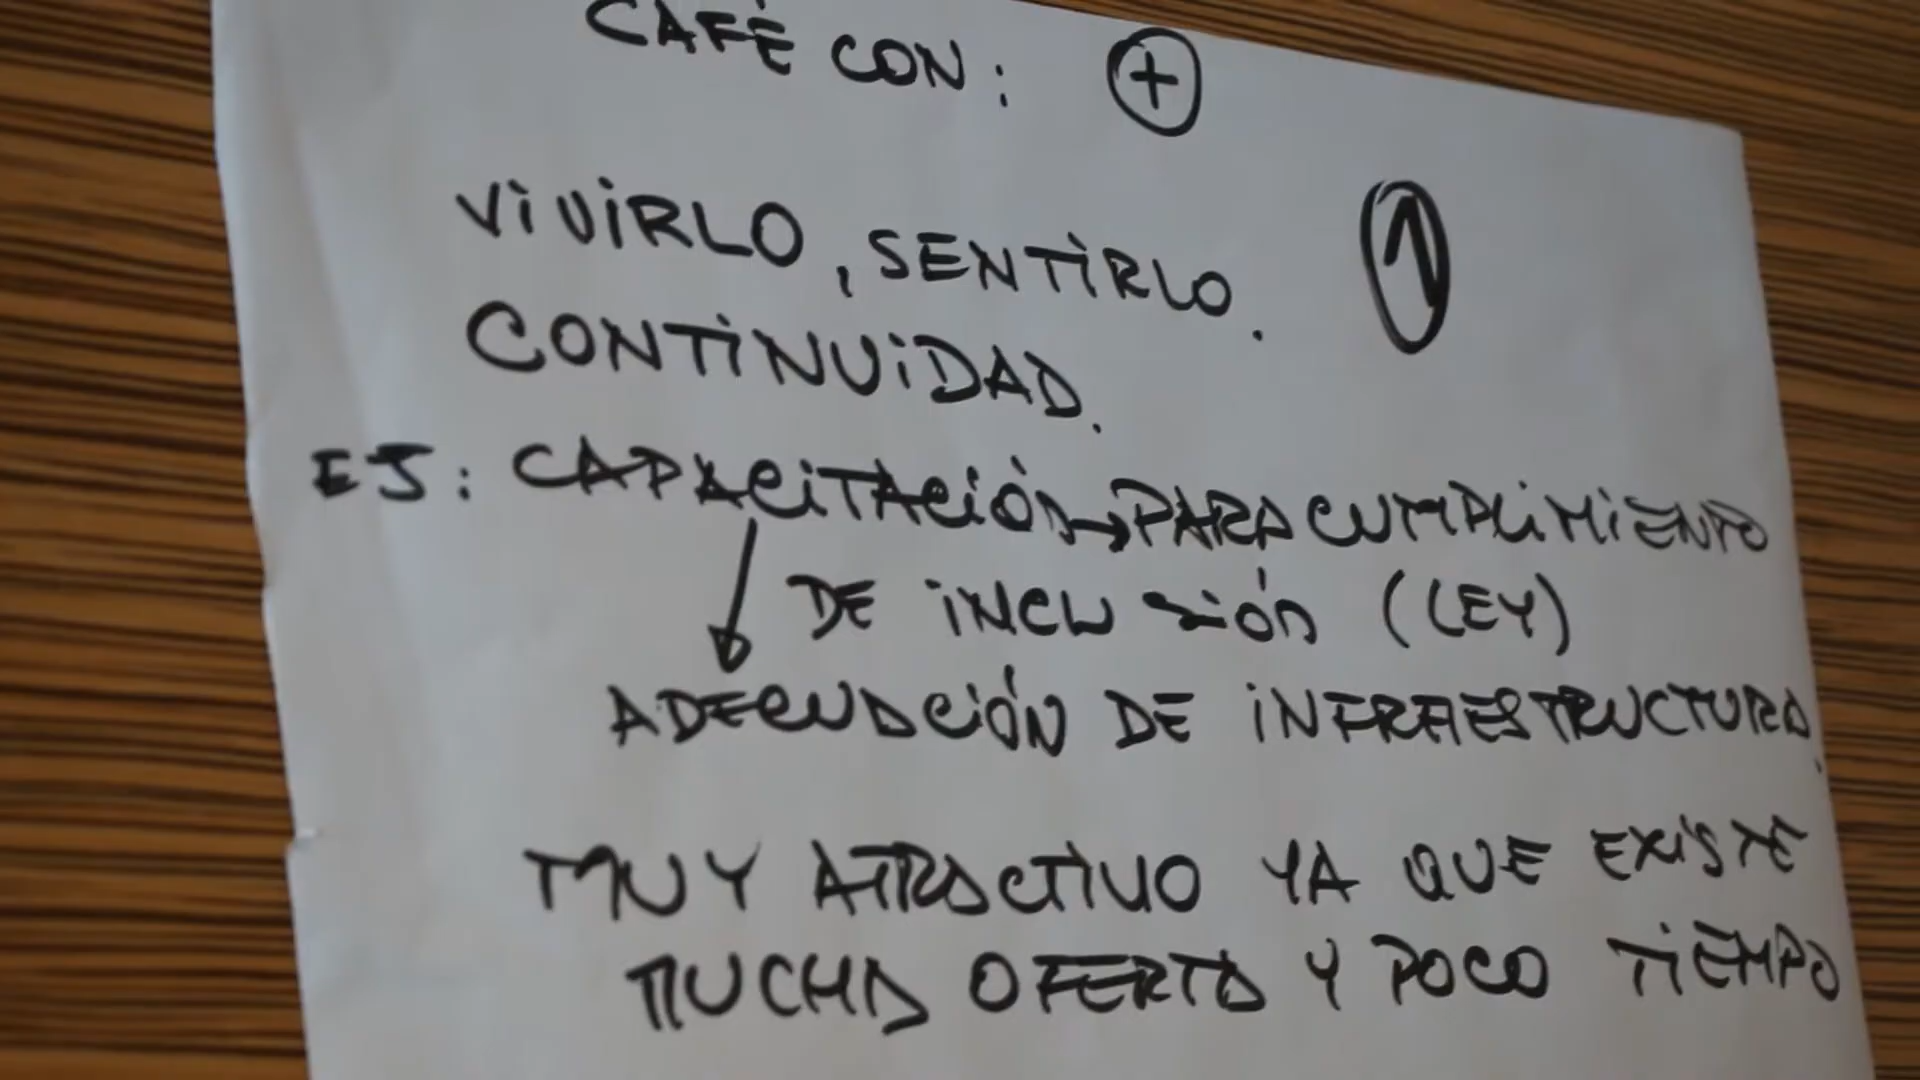 CAFÉ CON: +
VIVIRLO, SENTIRLO. 1
CONTINUIDAD.
EJ: CAPACITACIÓN → PARA CUMPLIMIENTO
DE INCLUSIÓN (LEY)
ADECUACIÓN DE INFRAESTRUCTURA.
MUY ATRACTIVO YA QUE EXISTE
MUCHA OFERTA Y POCO TIEMPO